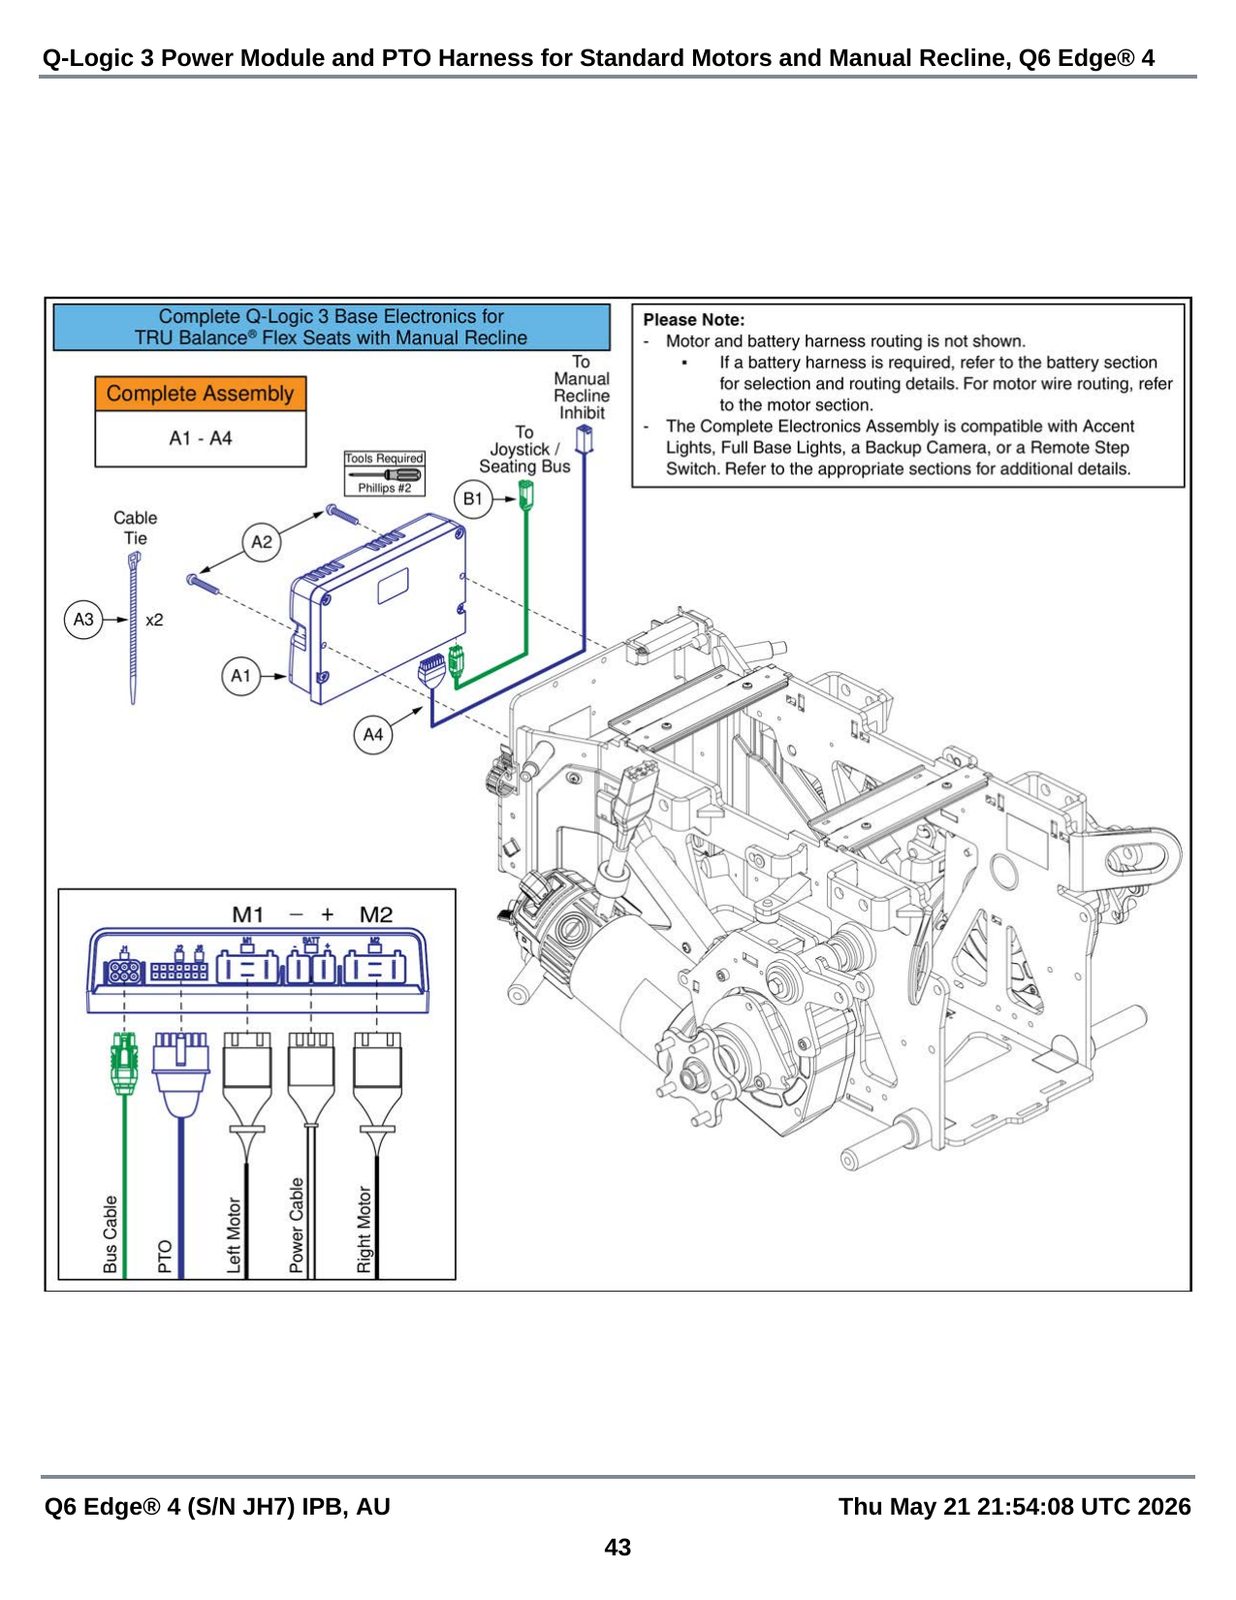 Q-Logic 3 Power Module and PTO Harness for Standard Motors and Manual Recline, Q6 Edge® 4
Complete Q-Logic 3 Base Electronics for
TRU Balance® Flex Seats with Manual Recline
Please Note:
- Motor and battery harness routing is not shown.
▪ If a battery harness is required, refer to the battery section
for selection and routing details. For motor wire routing, refer
to the motor section.
- The Complete Electronics Assembly is compatible with Accent
Lights, Full Base Lights, a Backup Camera, or a Remote Step
Switch. Refer to the appropriate sections for additional details.
Complete Assembly
A1 - A4
To
Manual
Recline
Inhibit
To
Joystick /
Seating Bus
Tools Required
Phillips #2
B1
Cable
Tie
A2
A3
x2
A1
A4
M1 – + M2
J1
M1
BATT
- +
M2
Bus Cable
PTO
Left Motor
Power Cable
Right Motor
Q6 Edge® 4 (S/N JH7) IPB, AU
Thu May 21 21:54:08 UTC 2026
43